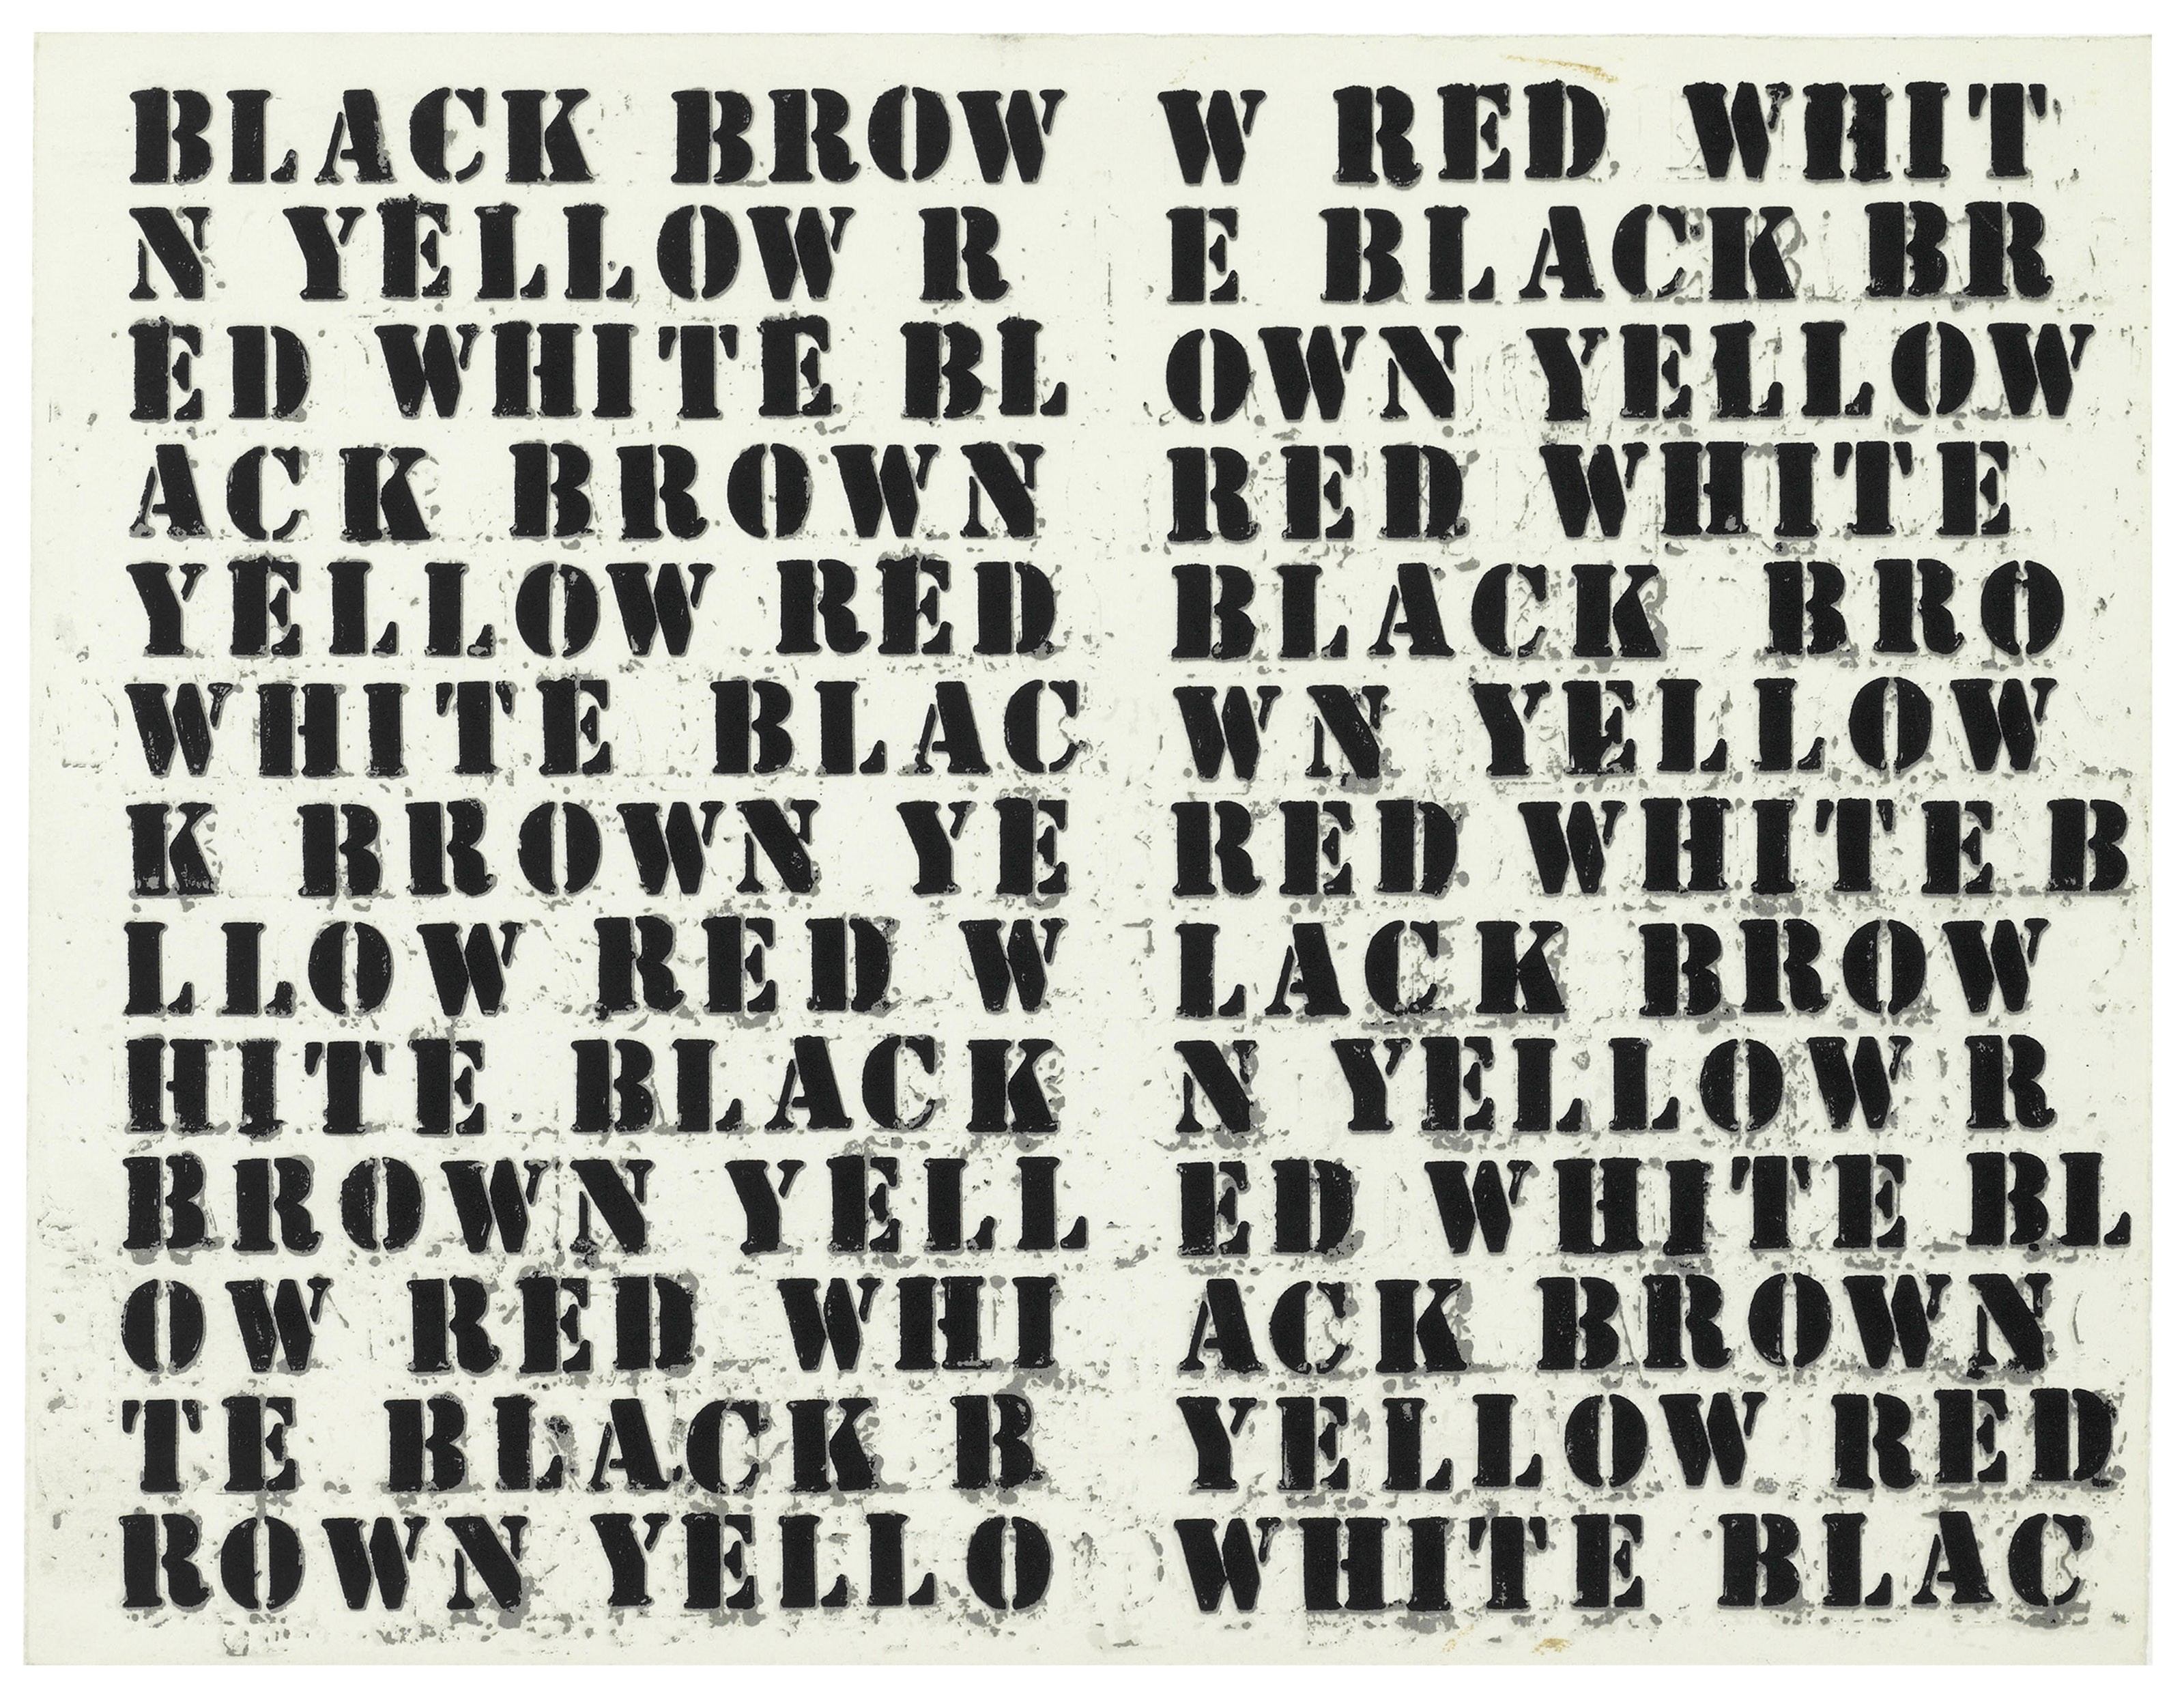 BLACK BROW
N YELLOW R
ED WHITE BL
ACK BROWN
YELLOW RED
WHITE BLAC
K BROWN YE
LLOW RED W
HITE BLACK
BROWN YELL
OW RED WHI
TE BLACK B
ROWN YELLO
W RED WHIT
E BLACK BR
OWN YELLOW
RED WHITE
BLACK BRO
WN YELLOW
RED WHITE B
LACK BROW
N YELLOW R
ED WHITE BL
ACK BROWN
YELLOW RED
WHITE BLAC